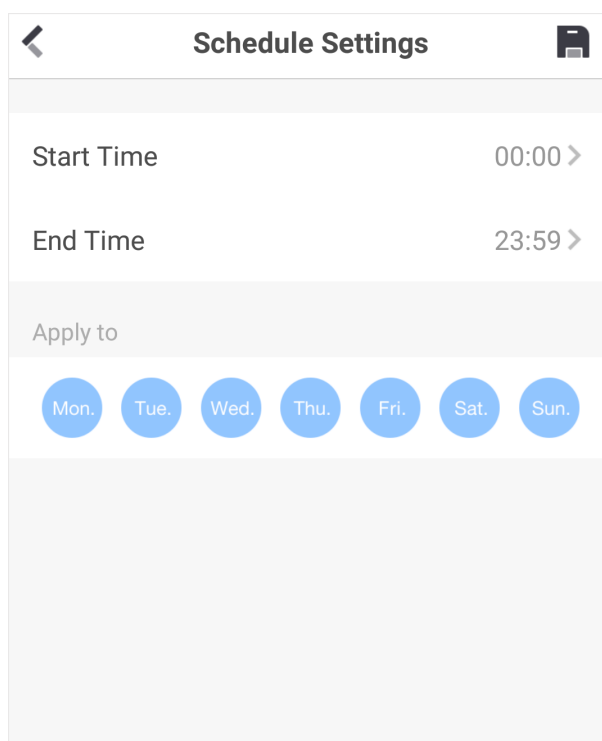 Schedule Settings
Start Time 00:00
End Time 23:59
Apply to
Mon. Tue. Wed. Thu. Fri. Sat. Sun.